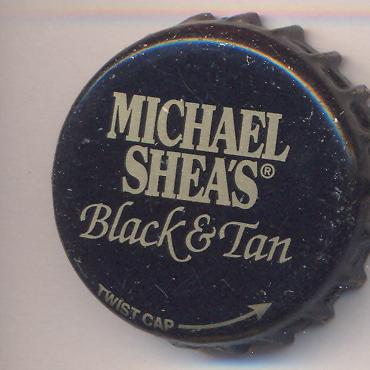 MICHAEL
SHEA'S®
Black & Tan
TWIST CAP